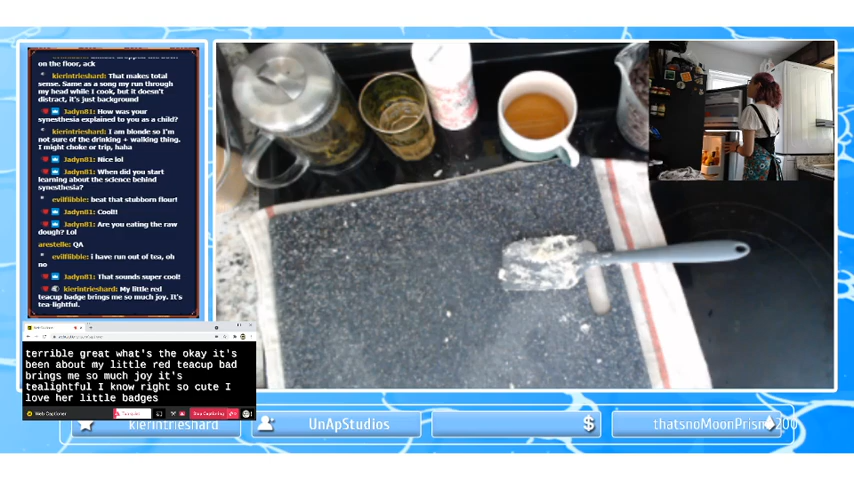 on the floor, ack
kierintrieshard: That makes total
sense. Same as a song my run through
my head while I cook, but it doesn't
distract, it's just background
Jadyn81: How was your
synesthesia explained to you as a child?
kierintrieshard: I am blonde so I'm
not sure of the drinking + walking thing.
I might choke or trip, haha
Jadyn81: Nice lol
Jadyn81: When did you start
learning about the science behind
synesthesia?
evilflibble: beat that stubborn flour!
Jadyn81: Cool!!
Jadyn81: Are you eating the raw
dough? Lol
arestelle: QA
evilflibble: i have run out of tea, oh
no
Jadyn81: That sounds super cool!
kierintrieshard: My little red
teacup badge brings me so much joy. It's
tea-lightful.
terrible great what's the okay it's
been about my little red teacup bad
brings me so much joy it's
tealightful I know right so cute I
love her little badges
Web Captioner
Stop Captioning
kierintrieshard
UnApStudios
$
thatsnoMoonPrism
200